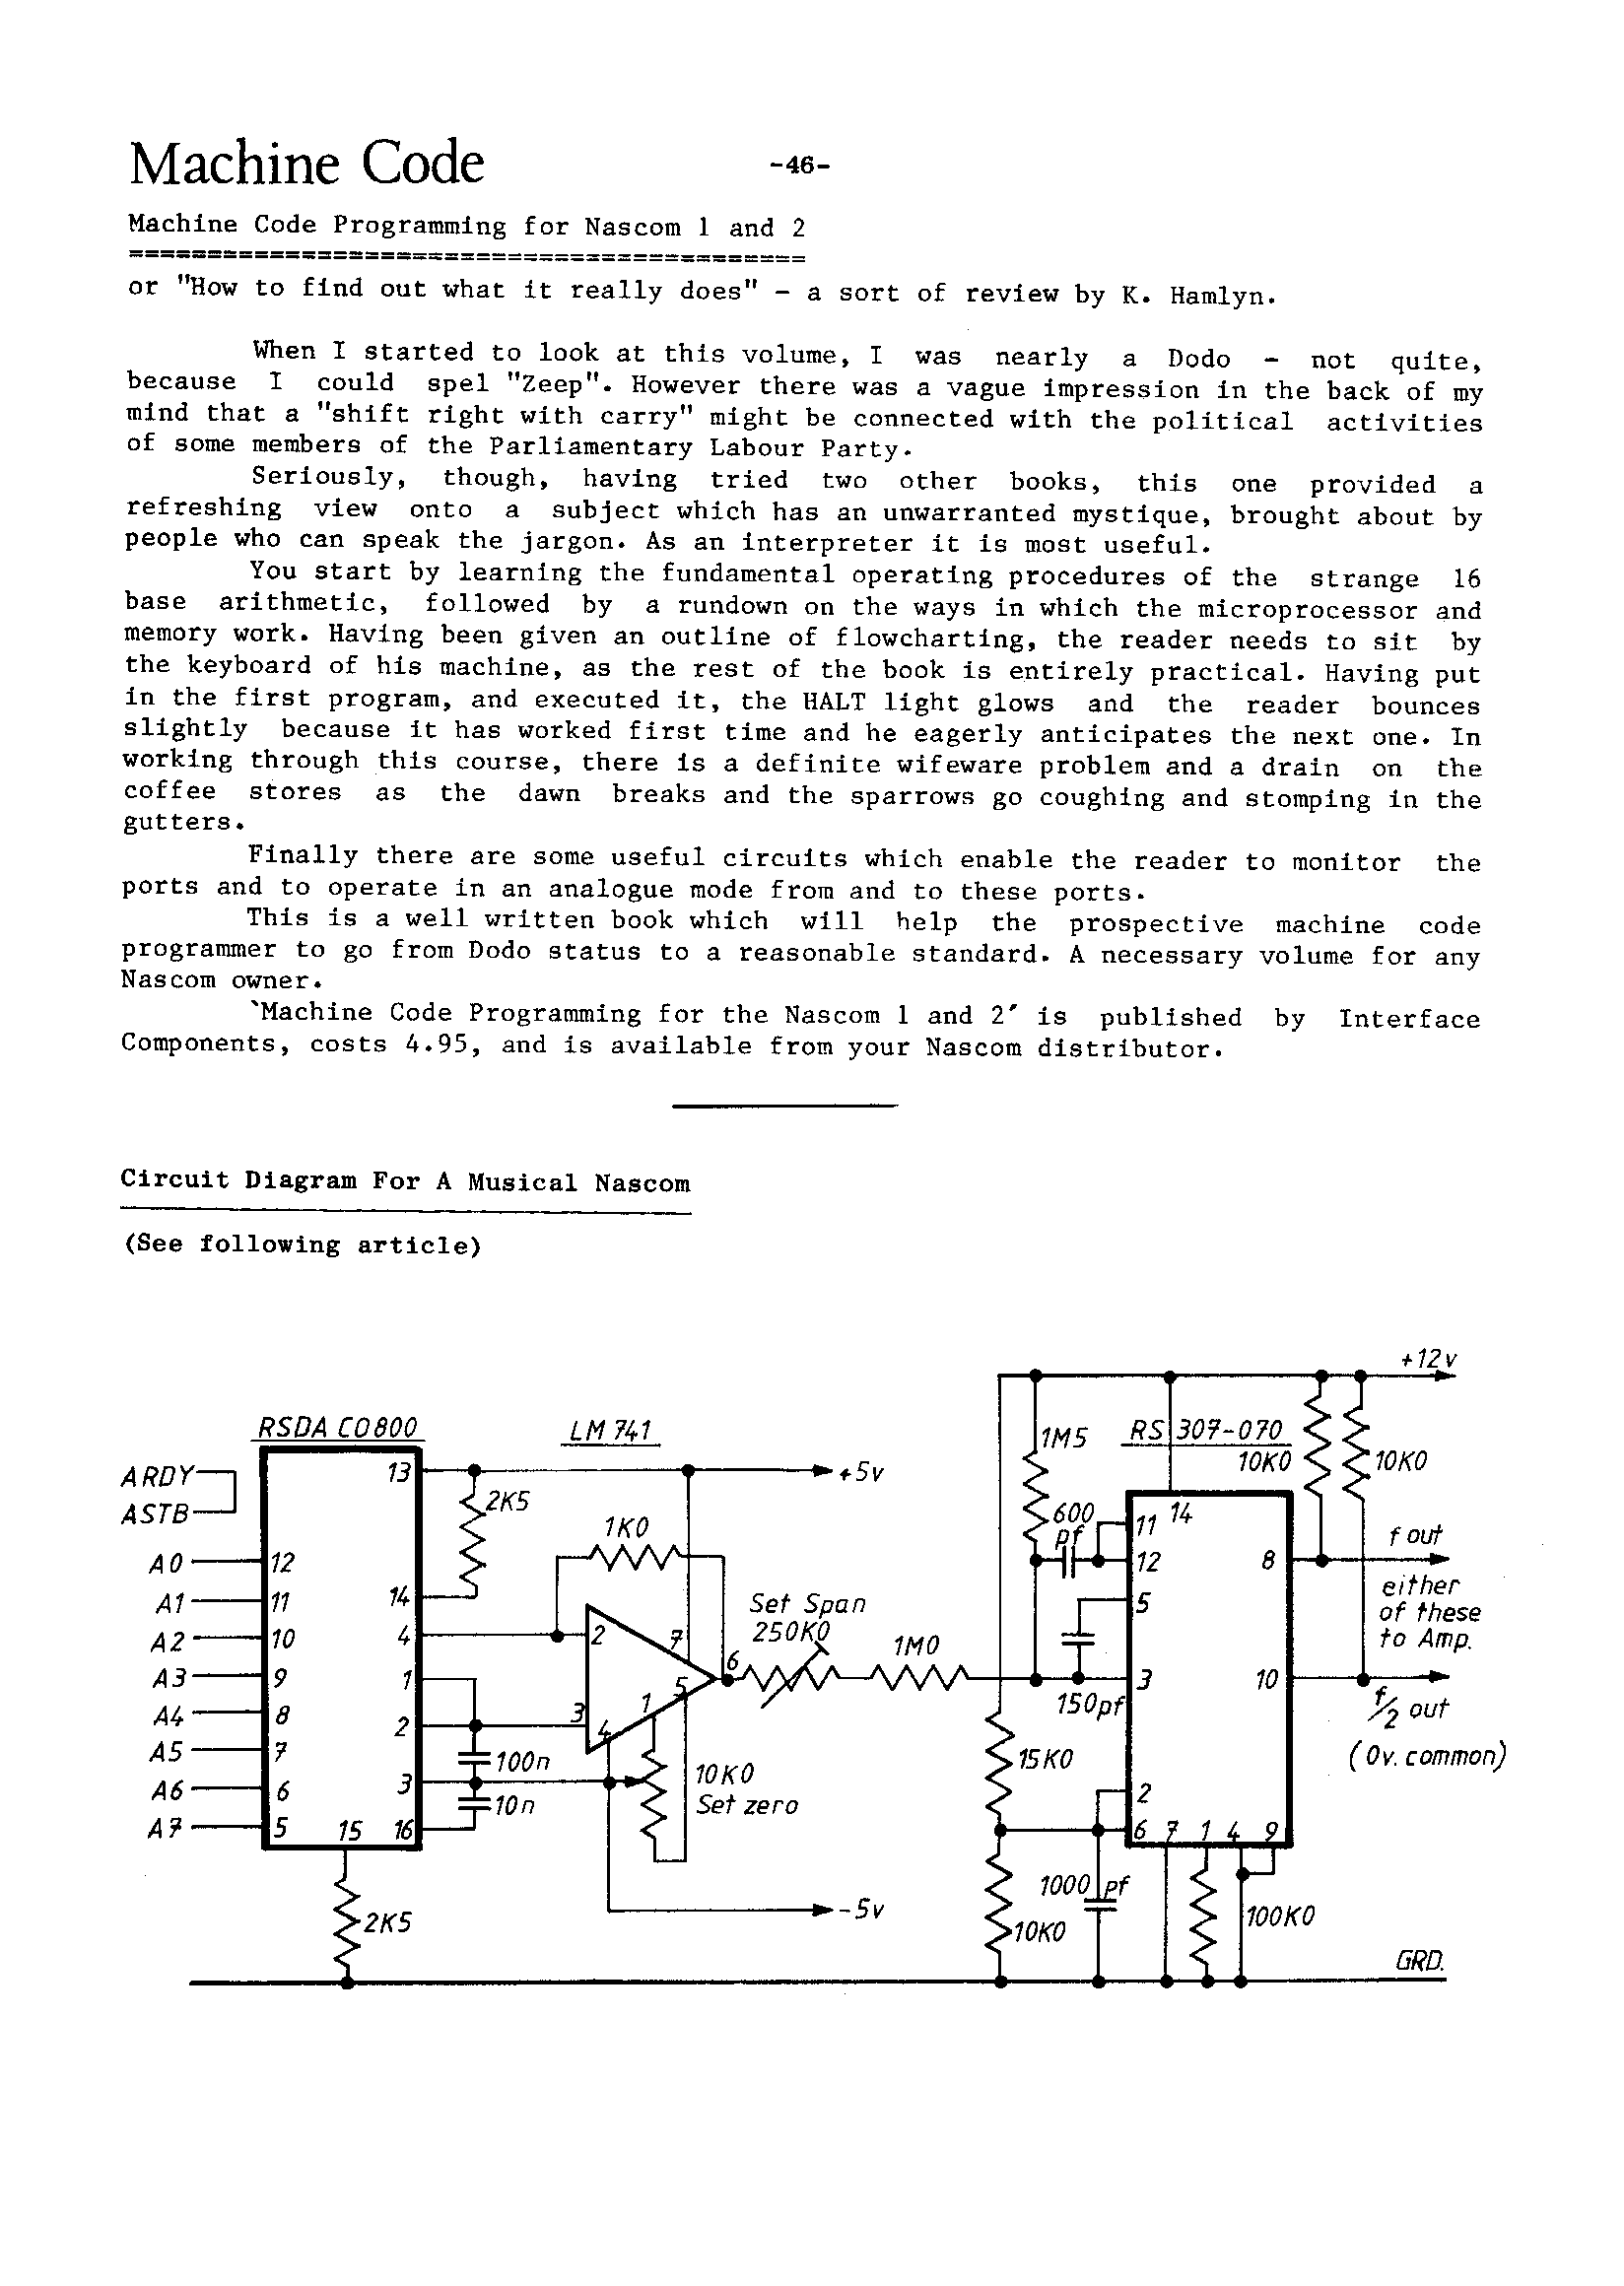 Machine Code
-46-
Machine Code Programming for Nascom 1 and 2
===========================================
or "How to find out what it really does" - a sort of review by K. Hamlyn.
When I started to look at this volume, I was nearly a Dodo - not quite,
because I could spel "Zeep". However there was a vague impression in the back of my
mind that a "shift right with carry" might be connected with the political activities
of some members of the Parliamentary Labour Party.
Seriously, though, having tried two other books, this one provided a
refreshing view onto a subject which has an unwarranted mystique, brought about by
people who can speak the jargon. As an interpreter it is most useful.
You start by learning the fundamental operating procedures of the strange 16
base arithmetic, followed by a rundown on the ways in which the microprocessor and
memory work. Having been given an outline of flowcharting, the reader needs to sit by
the keyboard of his machine, as the rest of the book is entirely practical. Having put
in the first program, and executed it, the HALT light glows and the reader bounces
slightly because it has worked first time and he eagerly anticipates the next one. In
working through this course, there is a definite wifeware problem and a drain on the
coffee stores as the dawn breaks and the sparrows go coughing and stomping in the
gutters.
Finally there are some useful circuits which enable the reader to monitor the
ports and to operate in an analogue mode from and to these ports.
This is a well written book which will help the prospective machine code
programmer to go from Dodo status to a reasonable standard. A necessary volume for any
Nascom owner.
`Machine Code Programming for the Nascom 1 and 2' is published by Interface
Components, costs 4.95, and is available from your Nascom distributor.
Circuit Diagram For A Musical Nascom
(See following article)
+12v
RSDA C0800
LM 741
1M5
RS 307-070
10K0
10K0
ARDY
ASTB
13
+5v
2K5
1K0
600
pf
11
14
12
8
f out
either
of these
to Amp.
A0
12
A1
11
14
Set Span
250K0
5
A2
10
4
2
7
1M0
A3
9
1
6
5
3
10
150pf
A4
8
2
3
4
1
f/2 out
A5
7
100n
15K0
(0v. common)
A6
6
3
10n
10K0
Set zero
2
A7
5
15
16
6
7
1
4
9
2K5
-5v
1000 pf
10K0
100K0
GRD.